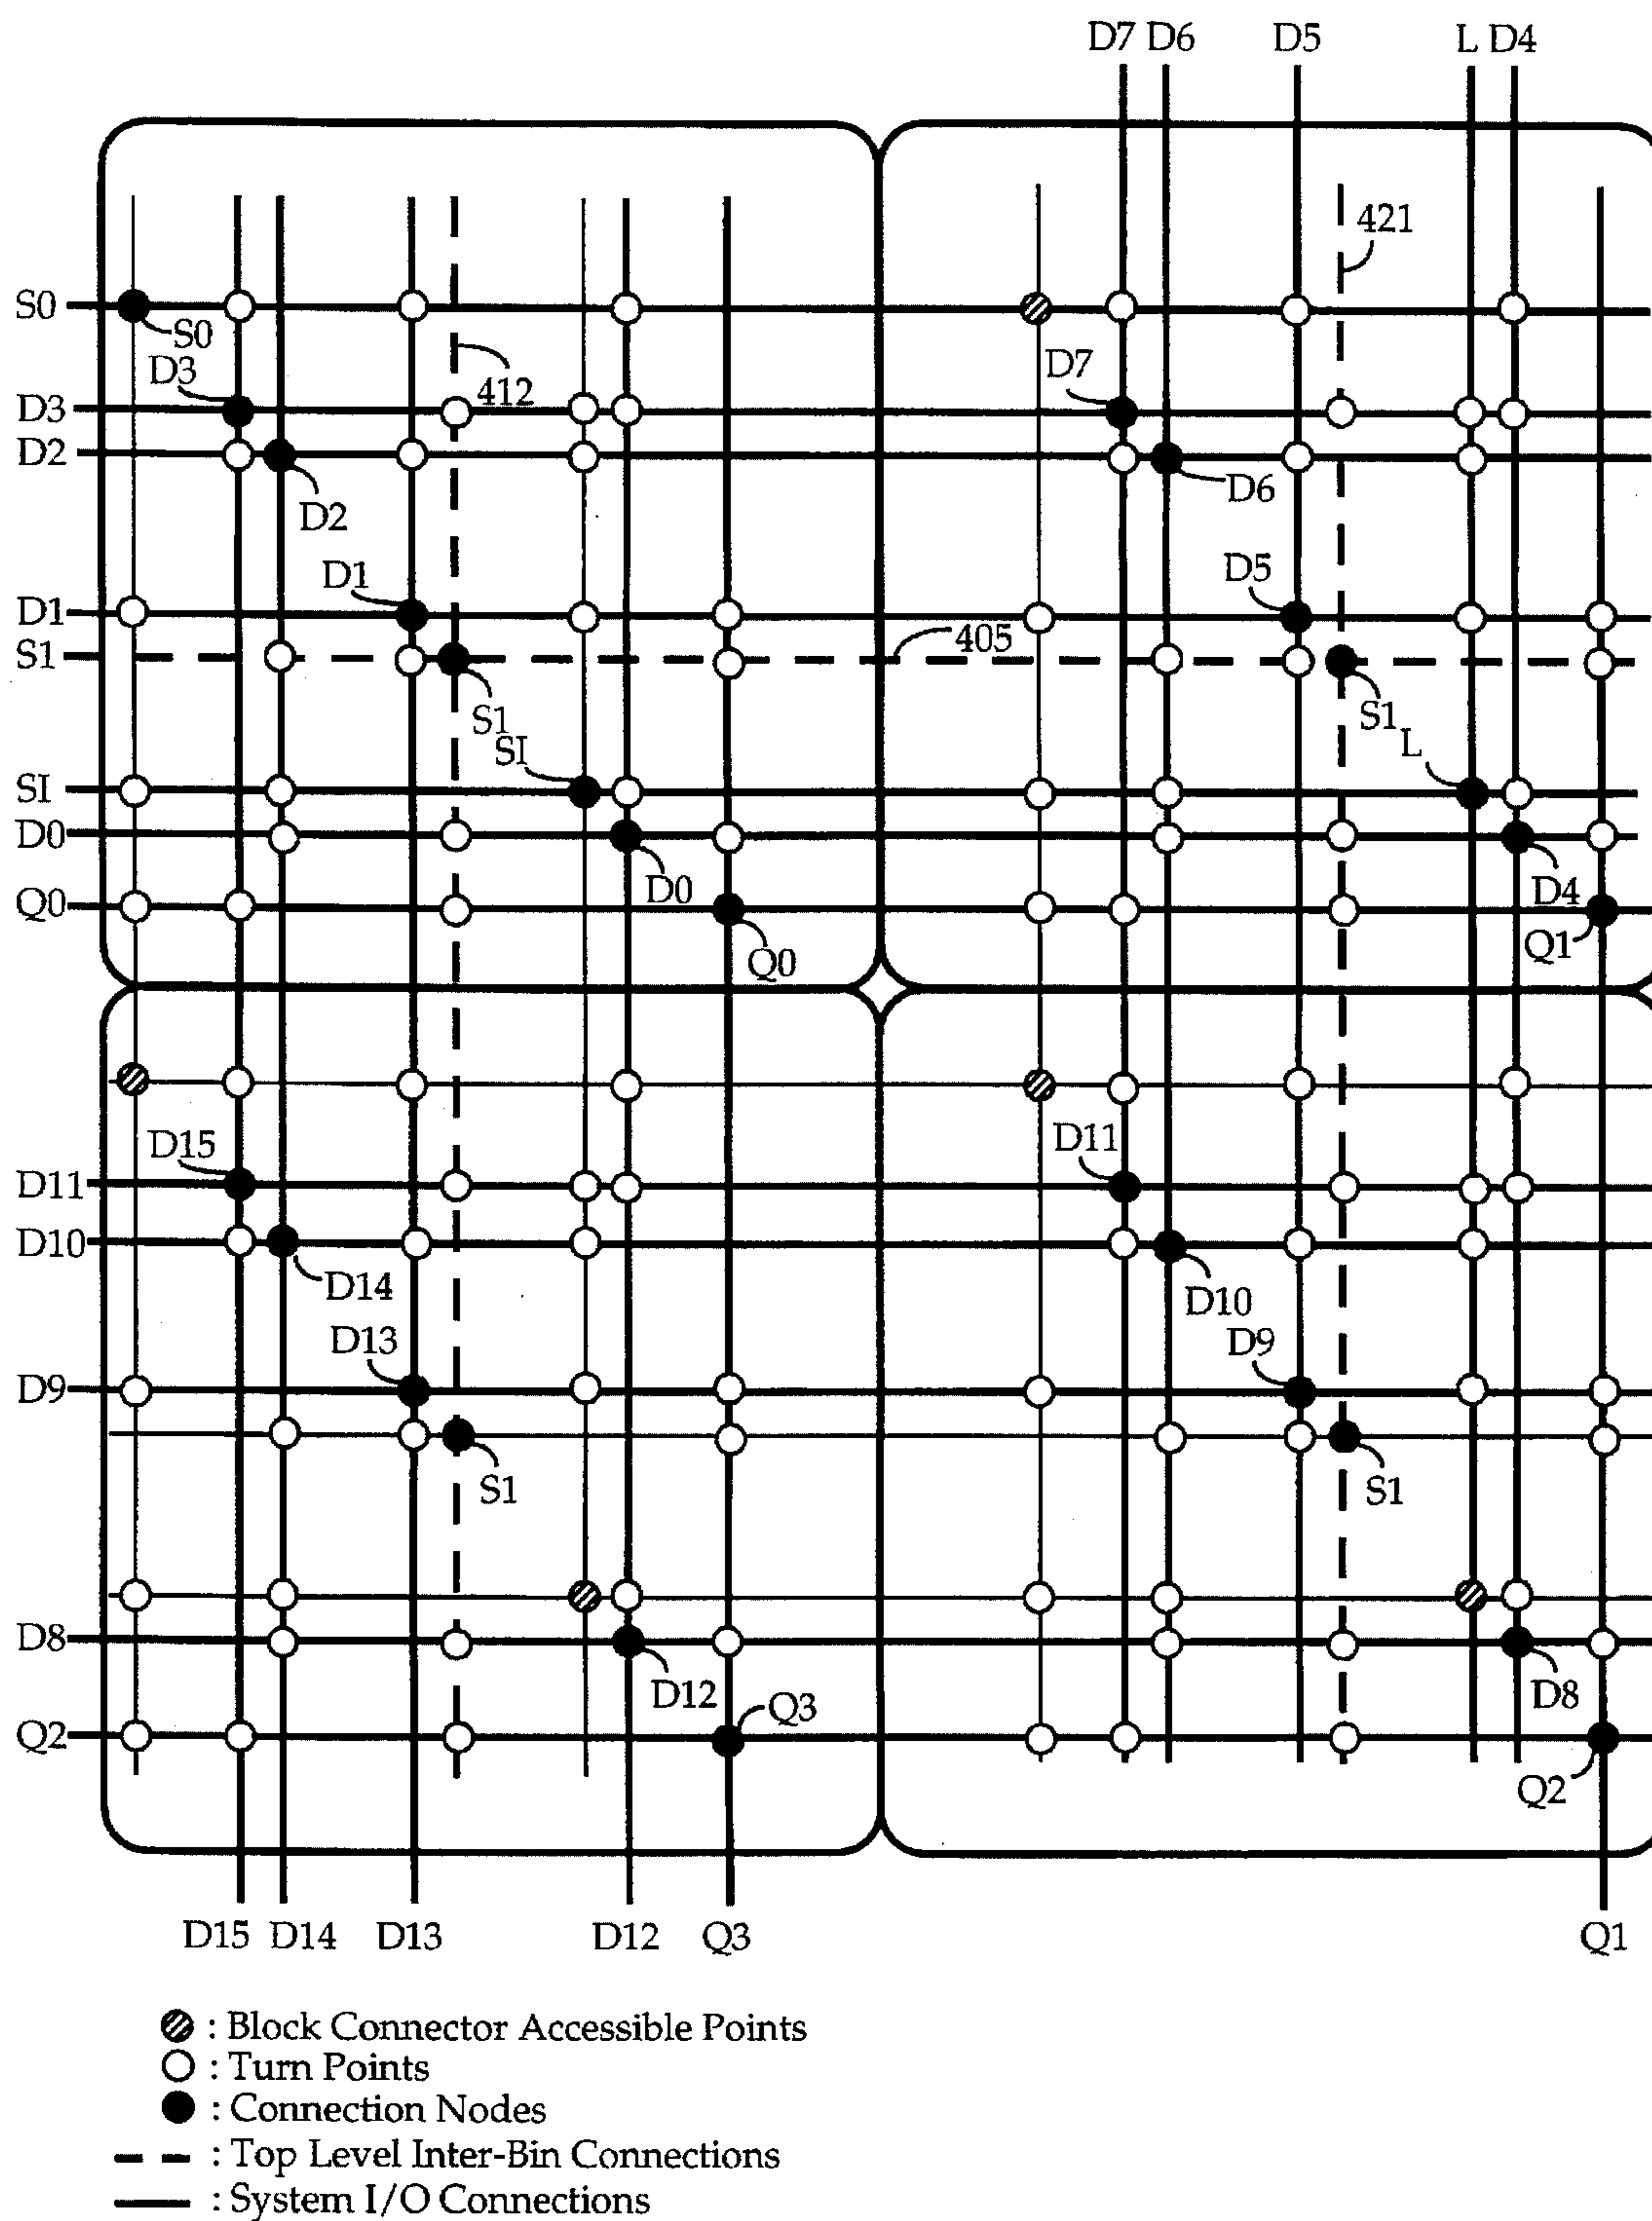 D7 D6 D5 L D4
421
S0
S0
D3
412
D7
D3
D2
D6
D2
D1
D5
D1
405
S1
S1
S1
SI
L
SI
D0
D0
D4
Q0
Q0
Q1
D15
D11
D11
D10
D14
D10
D13
D9
D9
S1
S1
D8
D12
D8
Q3
Q2
Q2
D15 D14 D13 D12 Q3 Q1
: Block Connector Accessible Points
: Turn Points
: Connection Nodes
: Top Level Inter-Bin Connections
: System I/O Connections